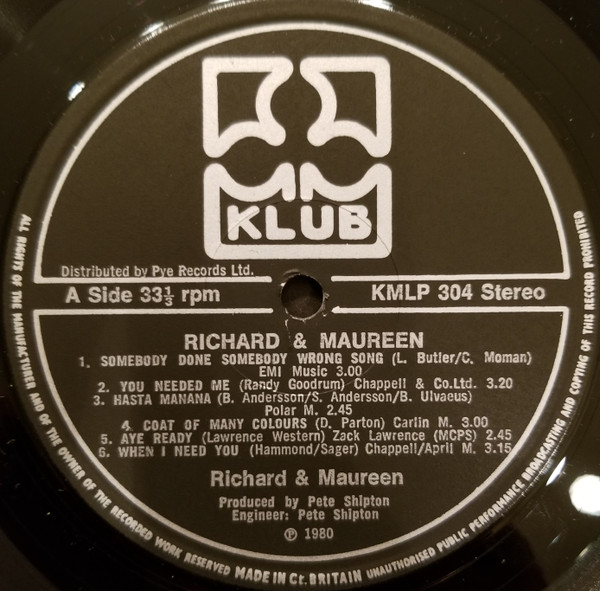 KLUB
Distributed by Pye Records Ltd.
A Side 33⅓ rpm
KMLP 304 Stereo
RICHARD & MAUREEN
1. SOMEBODY DONE SOMEBODY WRONG SONG (L. Butler/C. Moman)
EMI Music 3.00
2. YOU NEEDED ME (Randy Goodrum) Chappell & Co.Ltd. 3.20
3. HASTA MANANA (B. Andersson/S. Andersson/B. Ulvaeus)
Polar M. 2.45
4. COAT OF MANY COLOURS (D. Parton) Carlin M. 3.00
5. AYE READY (Lawrence Western) Zack Lawrence (MCPS) 2.45
6. WHEN I NEED YOU (Hammond/Sager) Chappell/April M. 3.15
Richard & Maureen
Produced by Pete Shipton
Engineer: Pete Shipton
℗ 1980
ALL RIGHTS OF THE MANUFACTURER AND OF THE OWNER OF THE RECORDED WORK RESERVED MADE IN Gt. BRITAIN UNAUTHORISED PUBLIC PERFORMANCE BROADCASTING AND COPYING OF THIS RECORD PROHIBITED